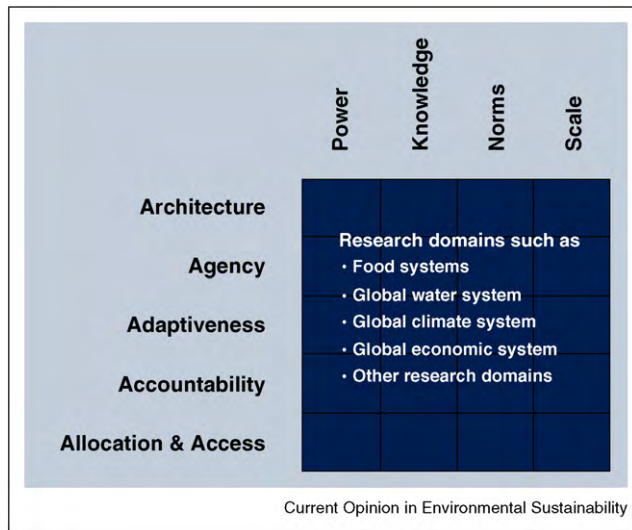 Power
Knowledge
Norms
Scale
Architecture
Agency
Adaptiveness
Accountability
Allocation & Access
Research domains such as
· Food systems
· Global water system
· Global climate system
· Global economic system
· Other research domains
Current Opinion in Environmental Sustainability